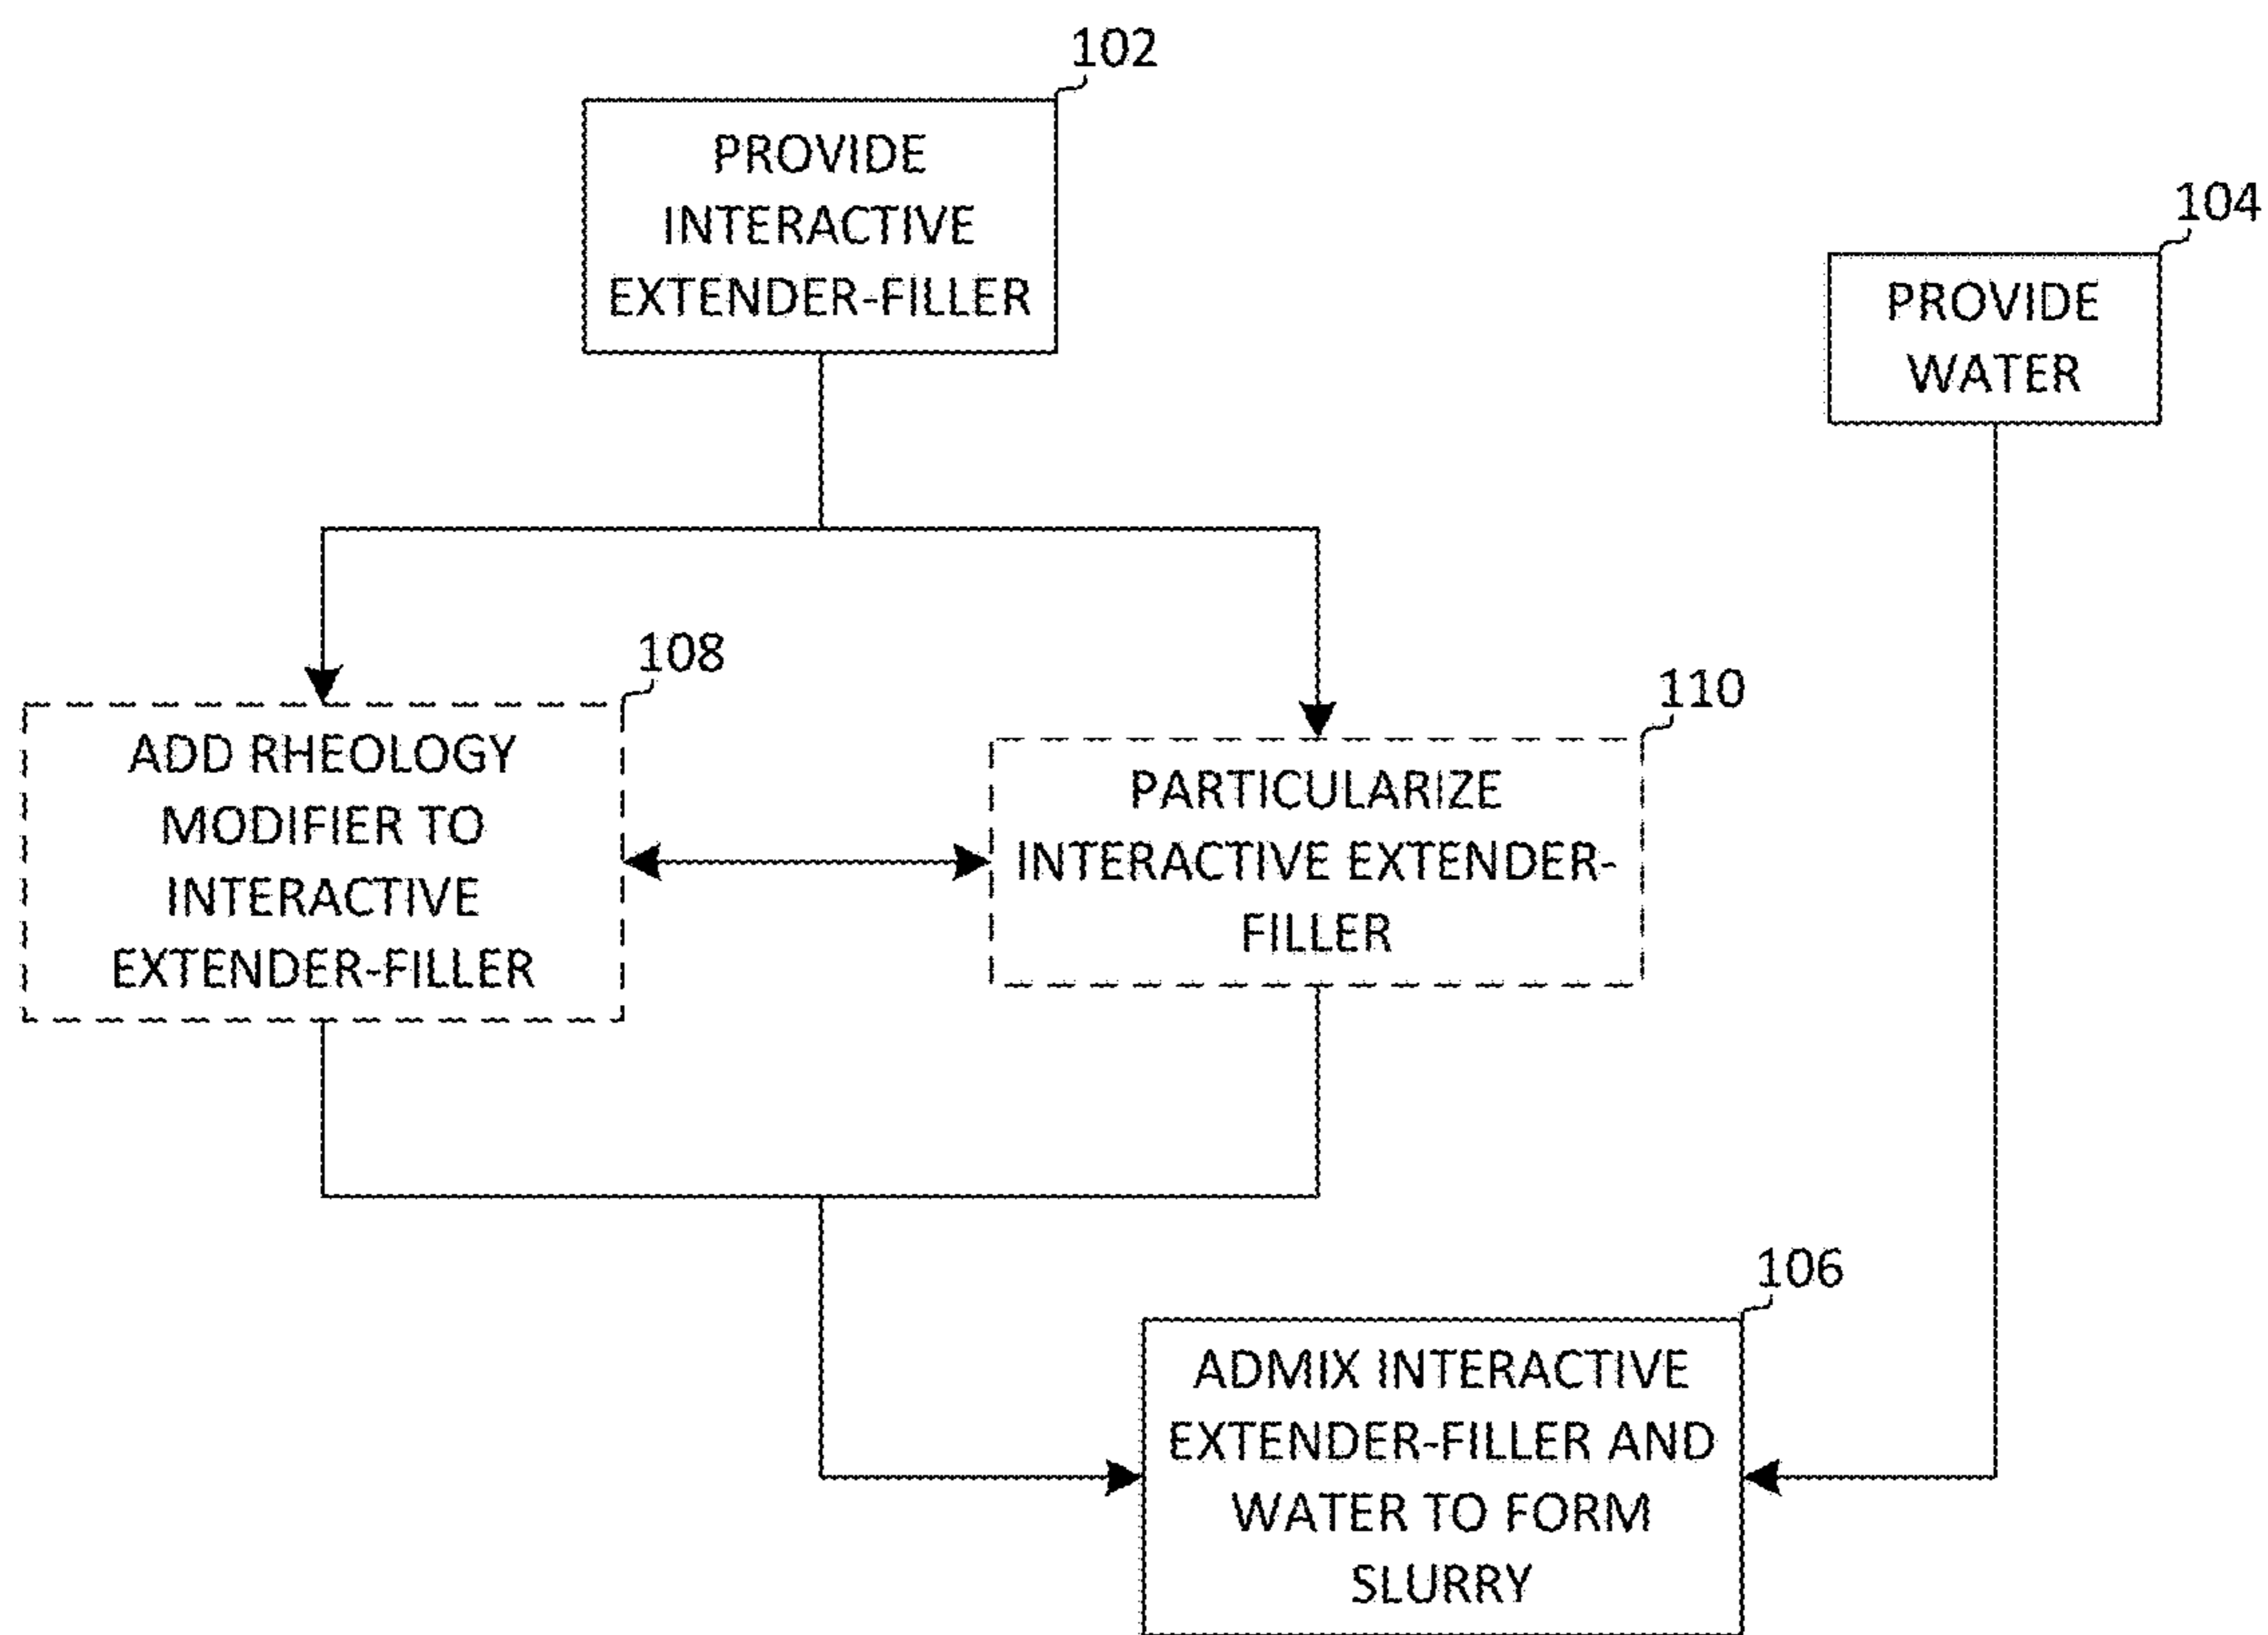 102
PROVIDE
INTERACTIVE
EXTENDER-FILLER
104
PROVIDE
WATER
108
ADD RHEOLOGY
MODIFIER TO
INTERACTIVE
EXTENDER-FILLER
110
PARTICULARIZE
INTERACTIVE EXTENDER-
FILLER
106
ADMIX INTERACTIVE
EXTENDER-FILLER AND
WATER TO FORM
SLURRY